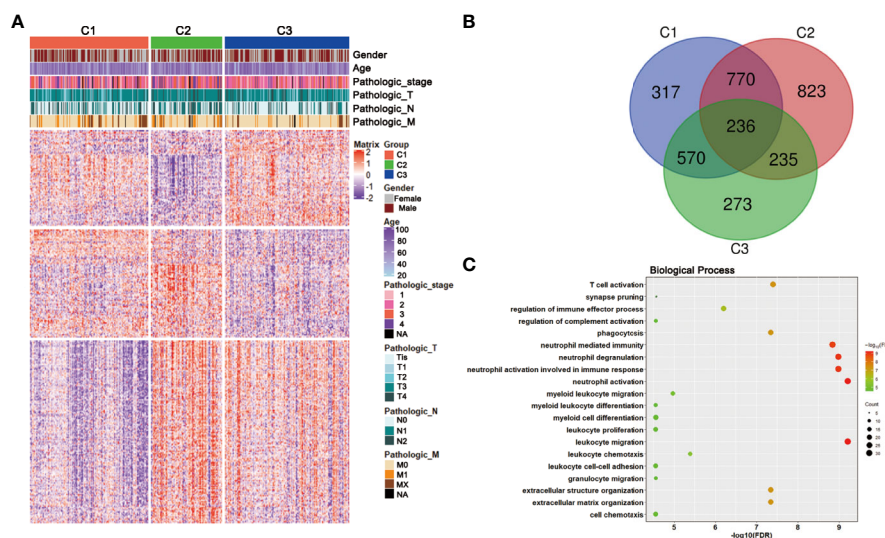 A
C1
C2
C3
Gender
Age
Pathologic_stage
Pathologic_T
Pathologic_N
Pathologic_M
Matrix
2
1
0
-1
-2
Group
C1
C2
C3
Gender
Female
Male
Age
100
80
60
40
20
Pathologic_stage
1
2
3
4
NA
Pathologic_T
Tis
T1
T2
T3
T4
Pathologic_N
N0
N1
N2
Pathologic_M
M0
M1
MX
NA
B
C1
C2
317
770
823
236
570
235
273
C3
C
Biological Process
T cell activation
synapse pruning
regulation of immune effector process
regulation of complement activation
phagocytosis
neutrophil mediated immunity
neutrophil degranulation
neutrophil activation involved in immune response
neutrophil activation
myeloid leukocyte migration
myeloid leukocyte differentiation
myeloid cell differentiation
leukocyte proliferation
leukocyte migration
leukocyte chemotaxis
leukocyte cell-cell adhesion
granulocyte migration
extracellular structure organization
extracellular matrix organization
cell chemotaxis
5 6 7 8 9
-log10(FDR)
9
8
7
6
5
Count
5
10
15
20
25
30